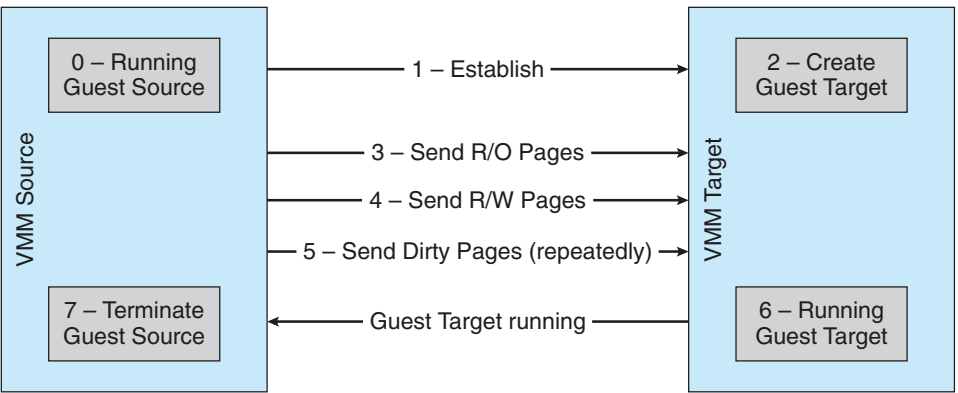 0 – Running
Guest Source
1 – Establish
2 – Create
Guest Target
VMM Source
3 – Send R/O Pages
VMM Target
4 – Send R/W Pages
5 – Send Dirty Pages (repeatedly)
7 – Terminate
Guest Source
Guest Target running
6 – Running
Guest Target